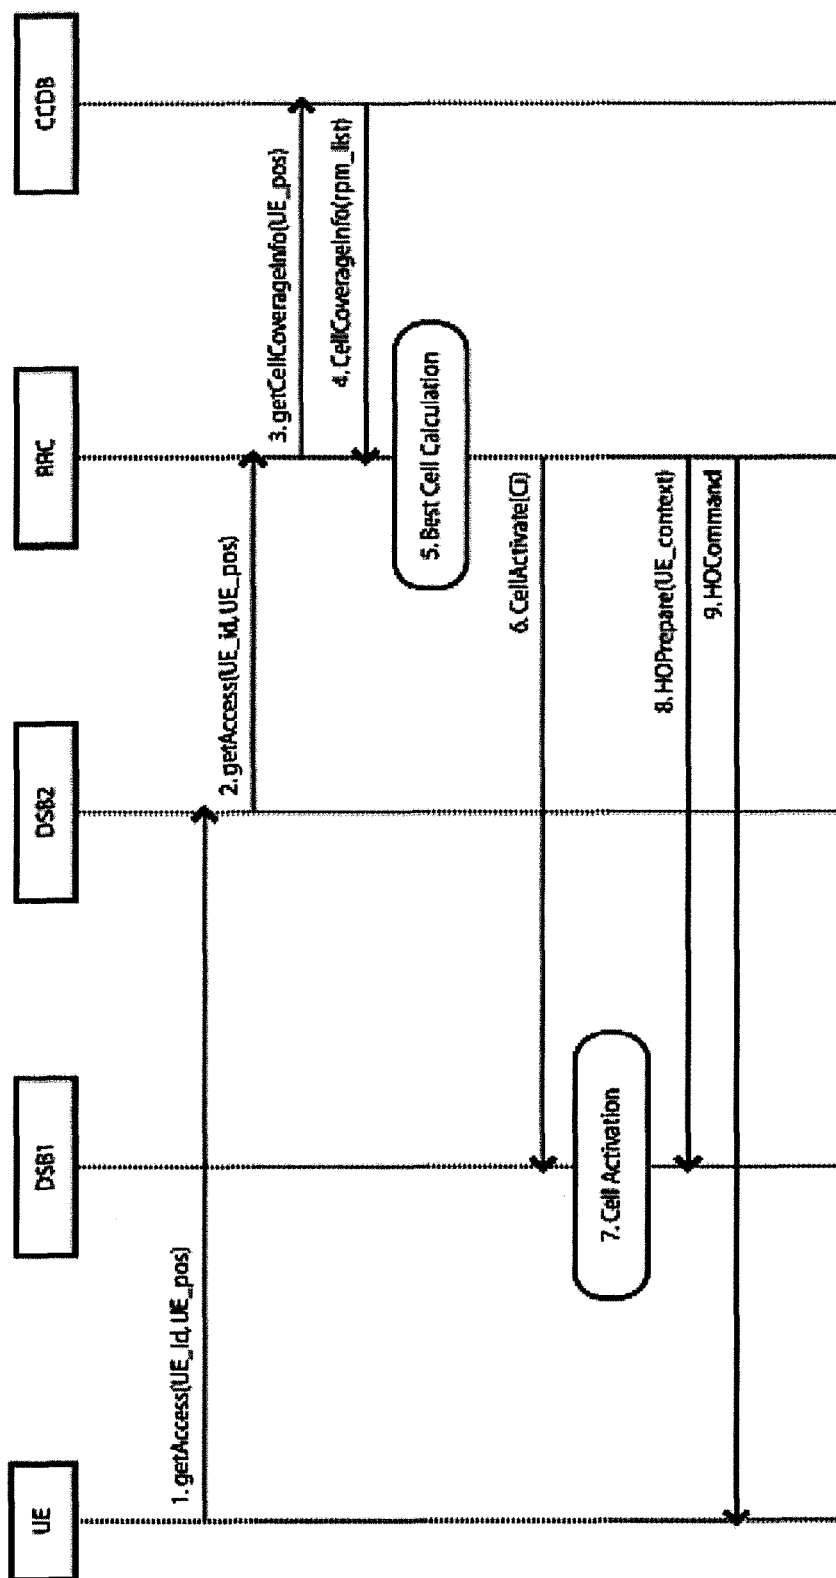 UE
DSB1
DSB2
RRC
CCDB
1. getAccess(UE_id, UE_pos)
2. getAccess(UE_id, UE_pos)
3. getCellCoverageInfo(UE_pos)
4. CellCoverageInfo(rpm_list)
5. Best Cell Calculation
6. CellActivate(Ci)
7. Cell Activation
8. HOPrepare(UE_context)
9. HOCommand